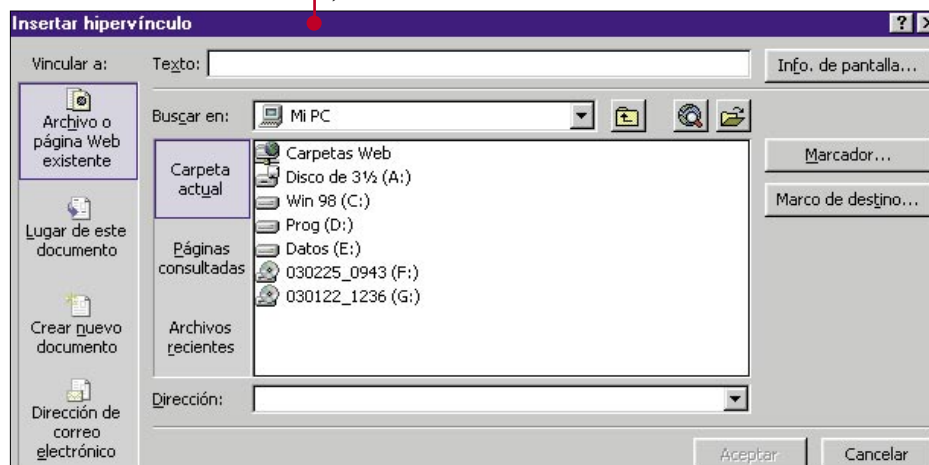 Insertar hipervínculo
Vincular a:
Archivo o
página Web
existente
Lugar de este
documento
Crear nuevo
documento
Dirección de
correo
electrónico
Texto:
Info. de pantalla...
Buscar en:
Mi PC
Carpeta
actual
Páginas
consultadas
Archivos
recientes
Carpetas Web
Disco de 3½ (A:)
Win 98 (C:)
Prog (D:)
Datos (E:)
030225_0943 (F:)
030122_1236 (G:)
Marcador...
Marco de destino...
Dirección:
Aceptar
Cancelar